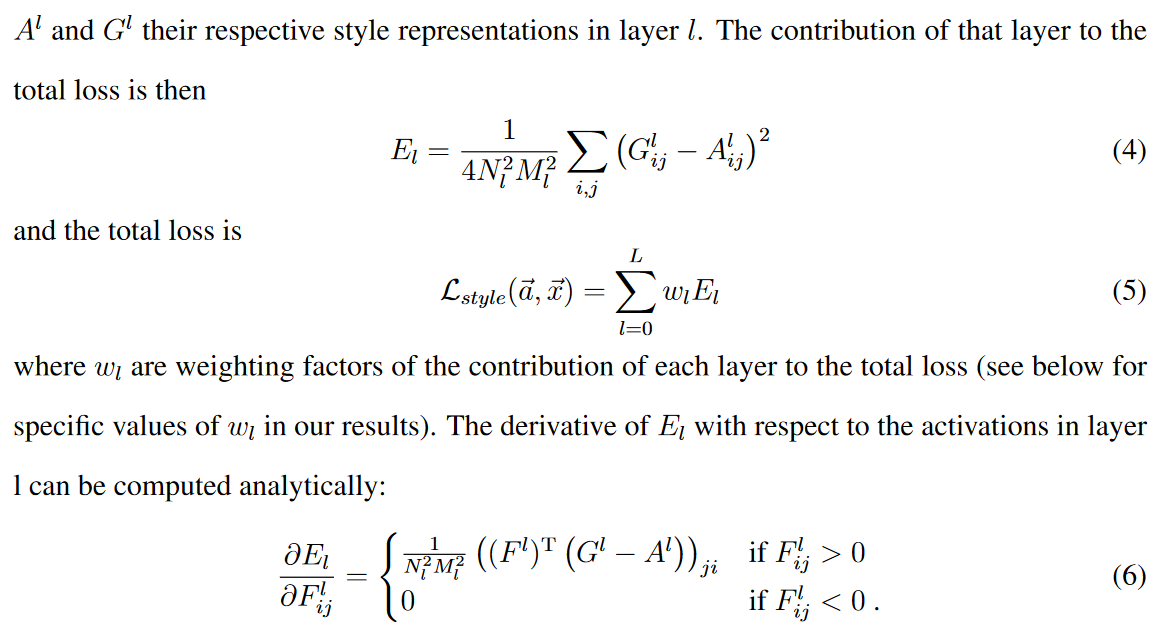 $A^l$ and $G^l$ their respective style representations in layer $l$. The contribution of that layer to the
total loss is then
$$E_l = \frac{1}{4N_l^2 M_l^2} \sum_{i,j} \left(G_{ij}^l - A_{ij}^l\right)^2 \quad (4)$$
and the total loss is
$$\mathcal{L}_{style}(\vec{a}, \vec{x}) = \sum_{l=0}^{L} w_l E_l \quad (5)$$
where $w_l$ are weighting factors of the contribution of each layer to the total loss (see below for
specific values of $w_l$ in our results). The derivative of $E_l$ with respect to the activations in layer
l can be computed analytically:
$$\frac{\partial E_l}{\partial F_{ij}^l} = \begin{cases} \frac{1}{N_l^2 M_l^2} \left((F^l)^{\mathrm{T}} \left(G^l - A^l\right)\right)_{ji} & \text{if } F_{ij}^l > 0 \\ 0 & \text{if } F_{ij}^l < 0\,. \end{cases} \quad (6)$$